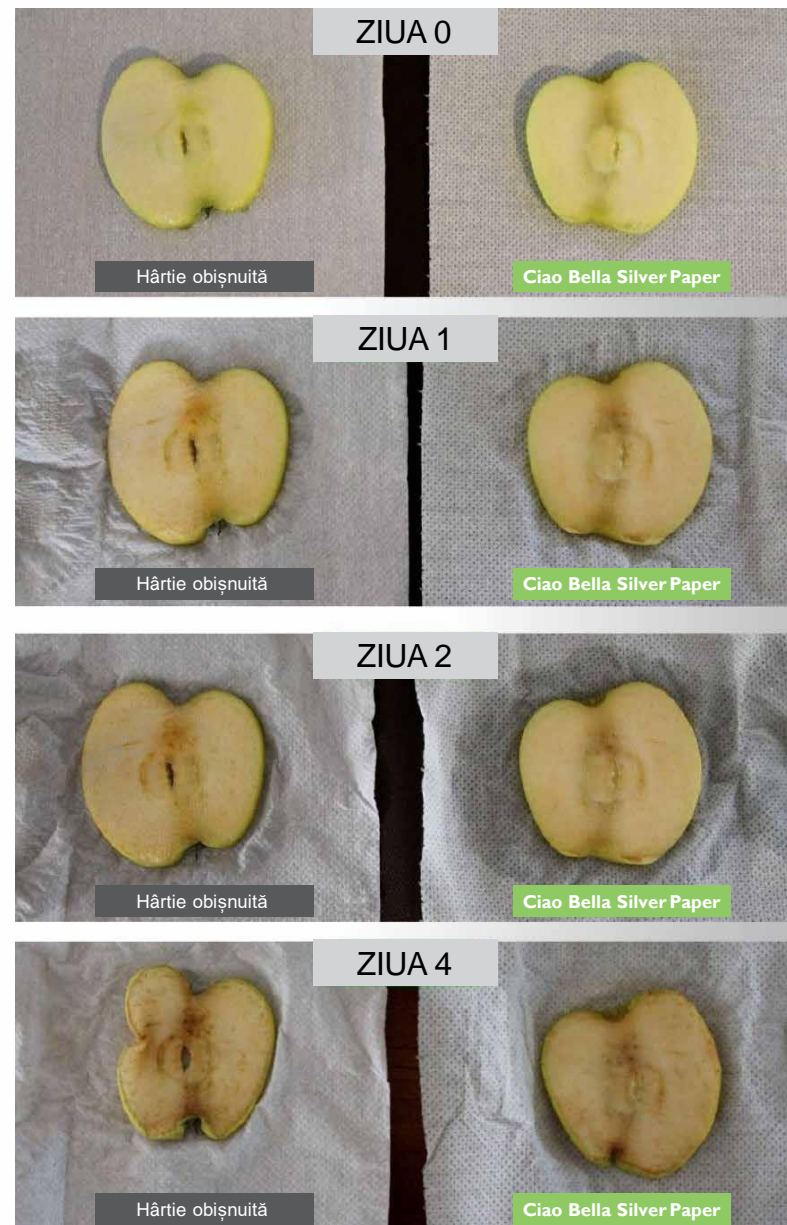 ZIUA 0
Hârtie obișnuită
Ciao Bella Silver Paper
ZIUA 1
Hârtie obișnuită
Ciao Bella Silver Paper
ZIUA 2
Hârtie obișnuită
Ciao Bella Silver Paper
ZIUA 4
Hârtie obișnuită
Ciao Bella Silver Paper